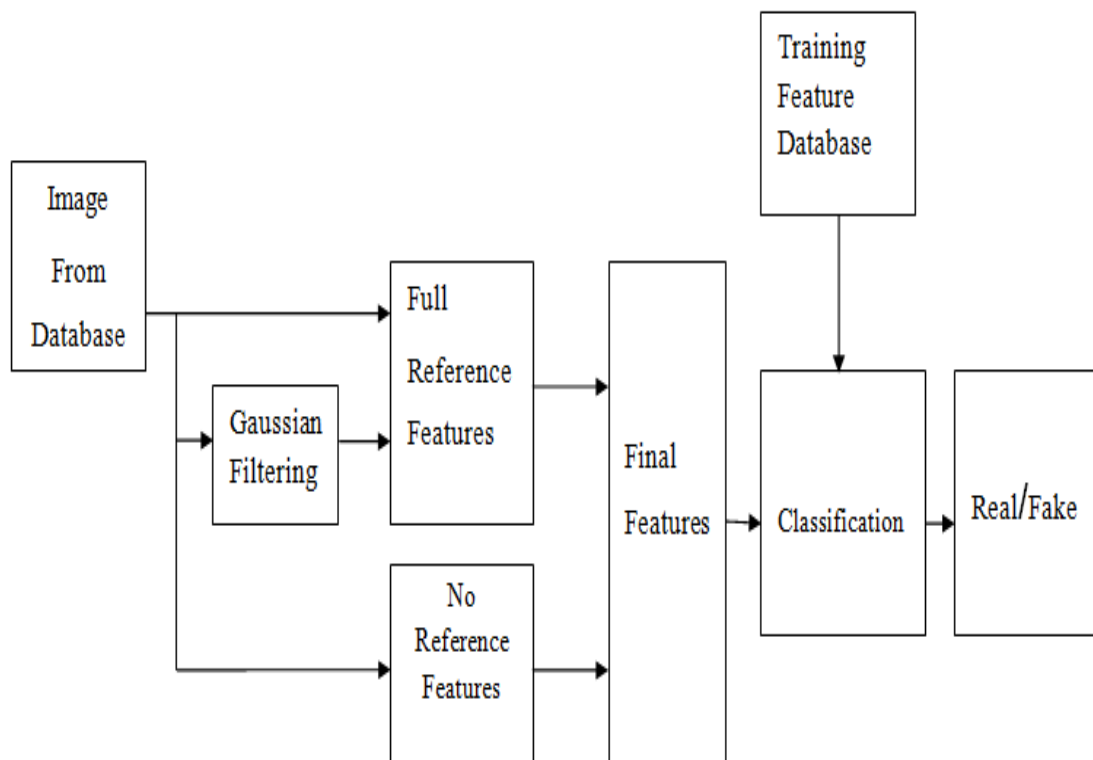 Training
Feature
Database
Image
From
Database
Full
Reference
Features
Gaussian
Filtering
No
Reference
Features
Final
Features
Classification
Real/Fake